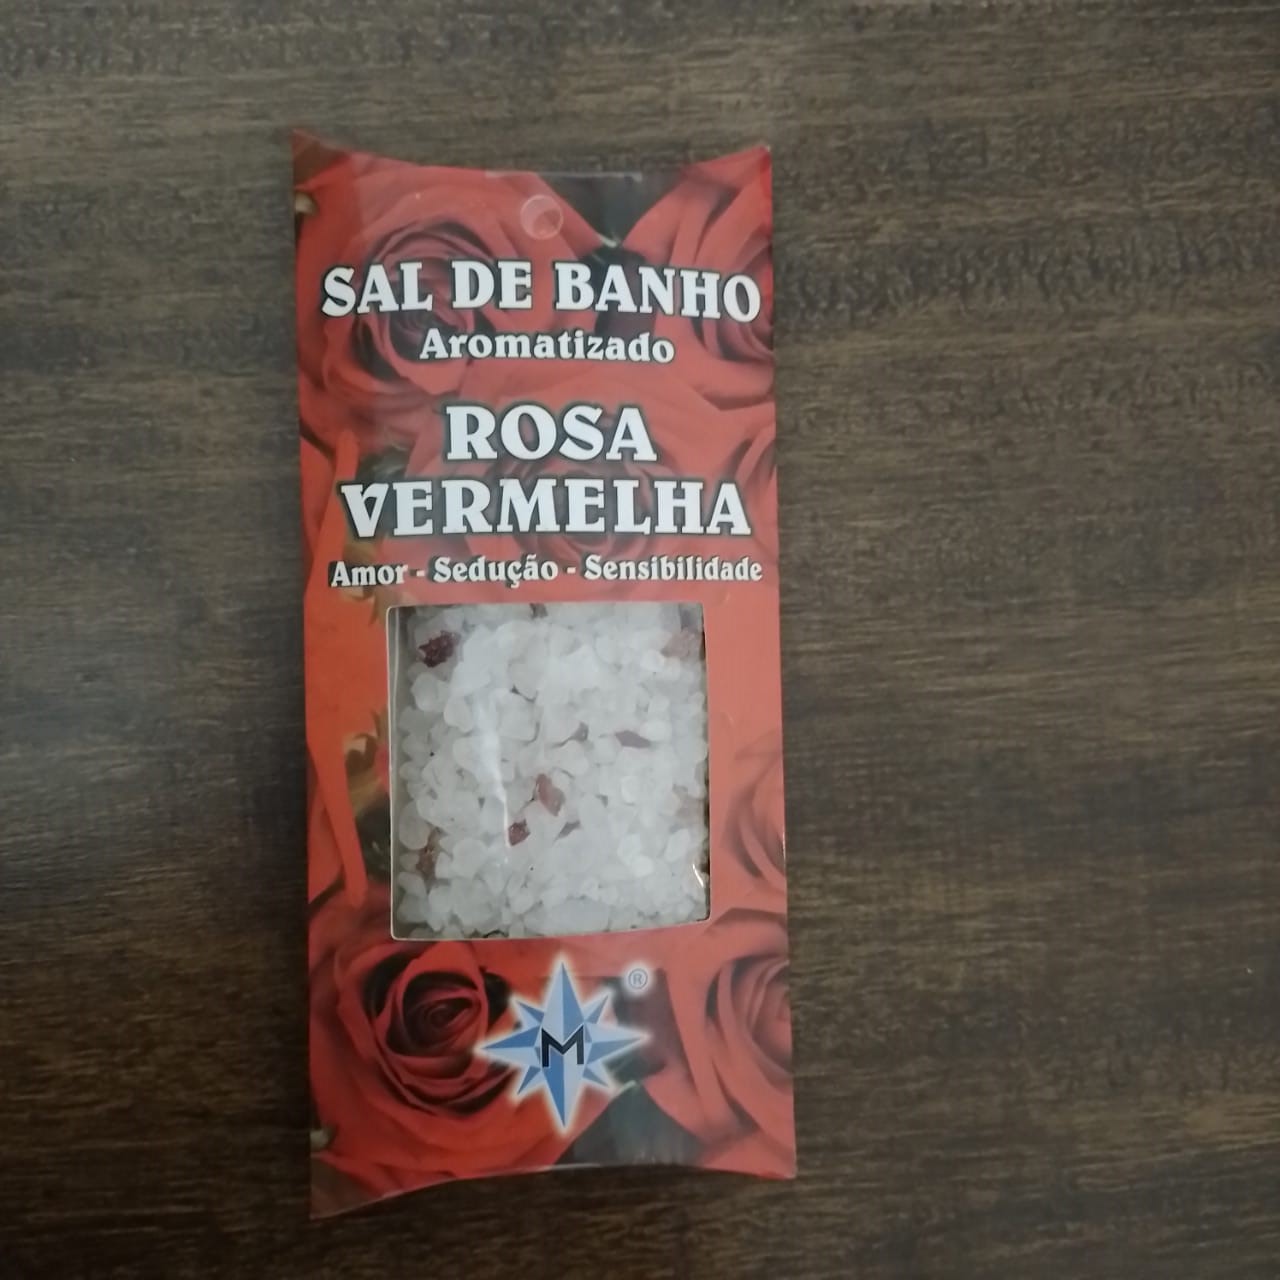 SAL DE BANHO
Aromatizado
ROSA
VERMELHA
Amor - Sedução - Sensibilidade
®
M